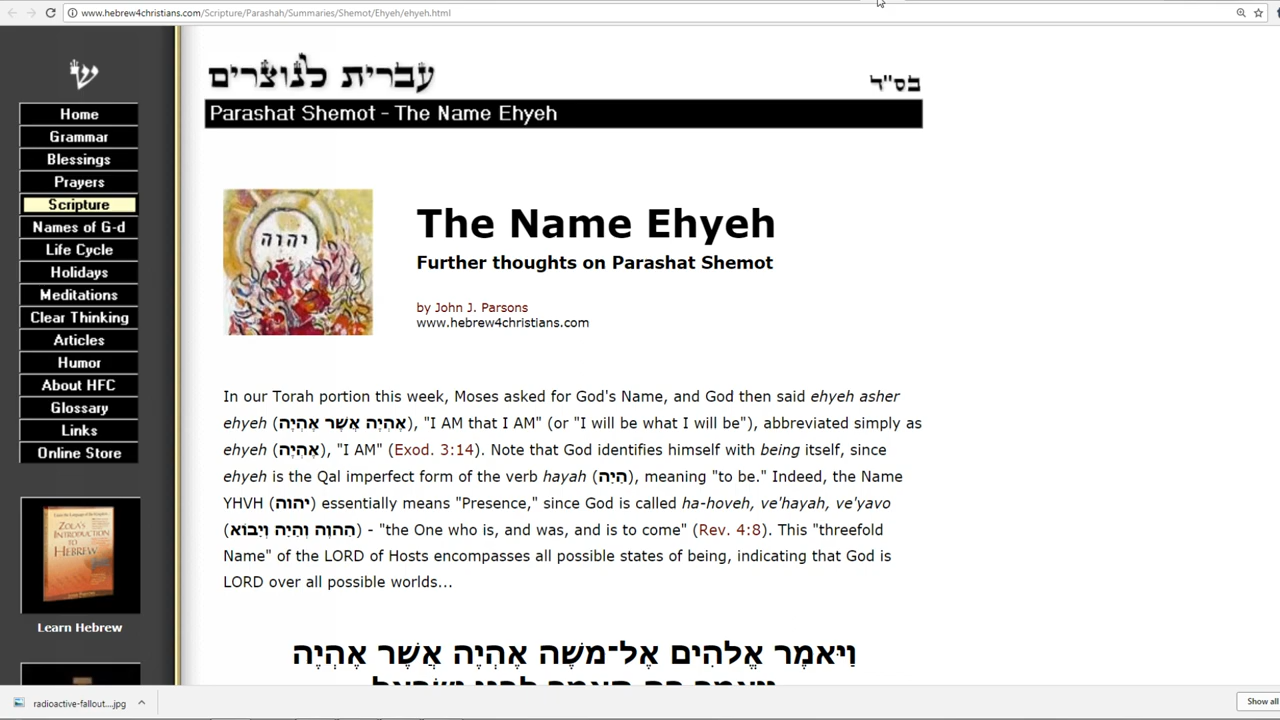 www.hebrew4christians.com/Scripture/Parashah/Summaries/Shemot/Ehyeh/ehyeh.html
עברית לנוצרים
בס"ד
Parashat Shemot - The Name Ehyeh
Home
Grammar
Blessings
Prayers
Scripture
Names of G-d
Life Cycle
Holidays
Meditations
Clear Thinking
Articles
Humor
About HFC
Glossary
Links
Online Store
ZOLA'S
INTRODUCTION
TO
HEBREW
Learn Hebrew
יהוה
The Name Ehyeh
Further thoughts on Parashat Shemot
by John J. Parsons
www.hebrew4christians.com
In our Torah portion this week, Moses asked for God's Name, and God then said ehyeh asher
ehyeh (אֶהְיֶה אֲשֶׁר אֶהְיֶה), "I AM that I AM" (or "I will be what I will be"), abbreviated simply as
ehyeh (אֶהְיֶה), "I AM" (Exod. 3:14). Note that God identifies himself with being itself, since
ehyeh is the Qal imperfect form of the verb hayah (הָיָה), meaning "to be." Indeed, the Name
YHVH (יהוה) essentially means "Presence," since God is called ha-hoveh, ve'hayah, ve'yavo
(הַהוֶֹה וְהָיָה וְיָבוֹא) - "the One who is, and was, and is to come" (Rev. 4:8). This "threefold
Name" of the LORD of Hosts encompasses all possible states of being, indicating that God is
LORD over all possible worlds...
וַיֹּאמֶר אֱלֹהִים אֶל־מֹשֶׁה אֶהְיֶה אֲשֶׁר אֶהְיֶה
radioactive-fallout....jpg
Show all